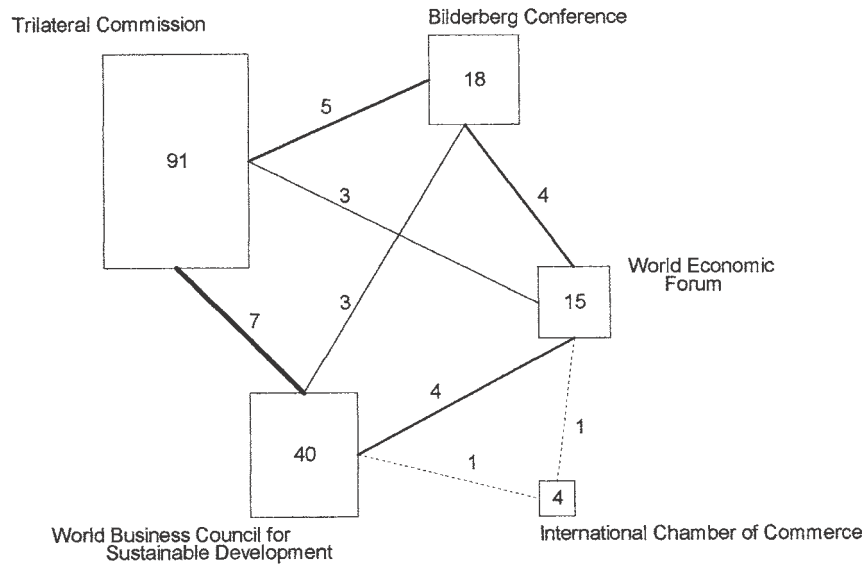 Bilderberg Conference
Trilateral Commission
18
5
91
3
4
World Economic
Forum
15
3
7
4
1
40
1
4
World Business Council for
Sustainable Development
International Chamber of Commerce